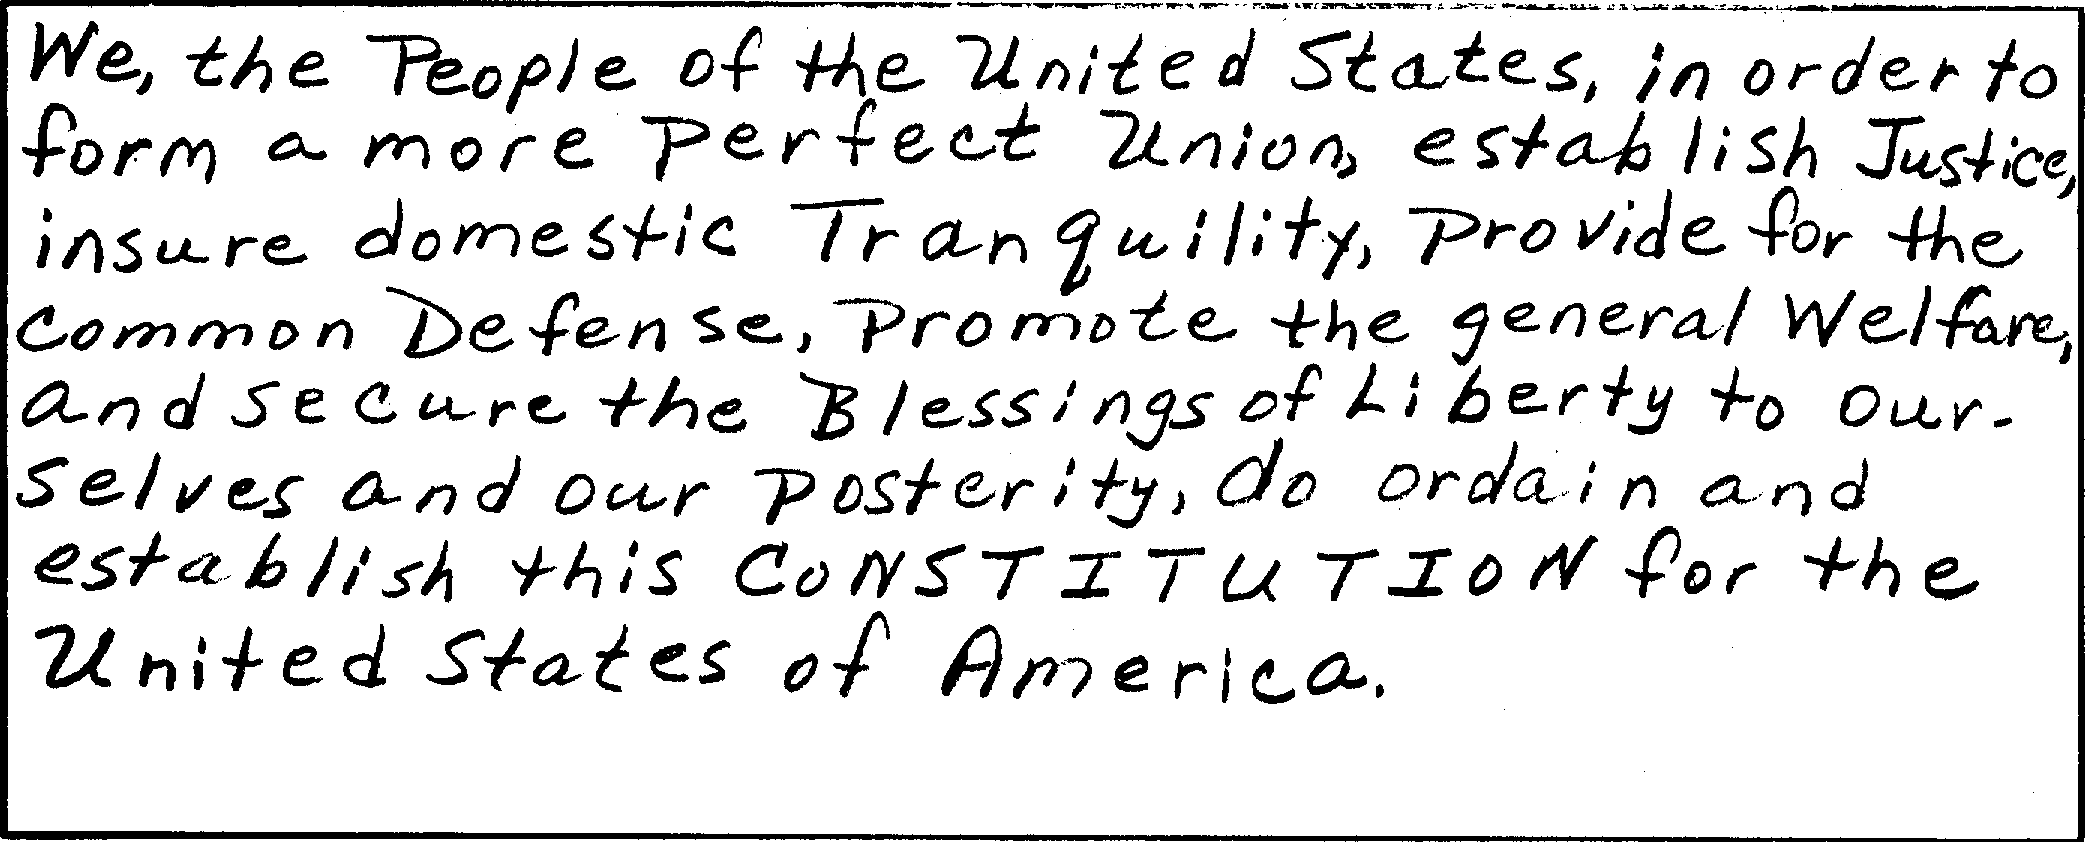 We, the People of the United States, in order to
form a more perfect Union, establish Justice,
insure domestic Tranquility, provide for the
common Defense, promote the general Welfare,
and secure the Blessings of Liberty to our-
selves and our posterity, do ordain and
establish this CONSTITUTION for the
United States of America.